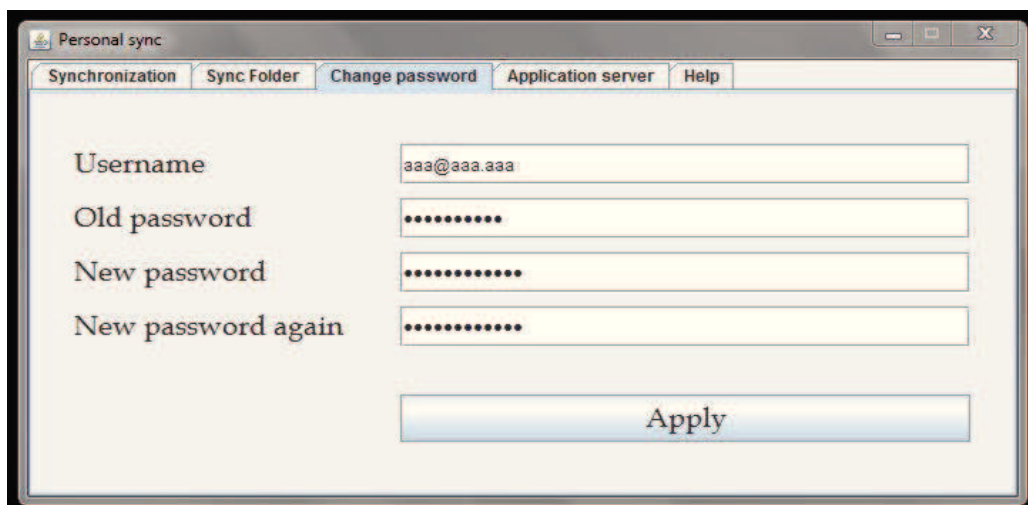 Personal sync
Synchronization Sync Folder Change password Application server Help
Username aaa@aaa.aaa
Old password ••••••••••
New password ••••••••••••
New password again ••••••••••••
Apply